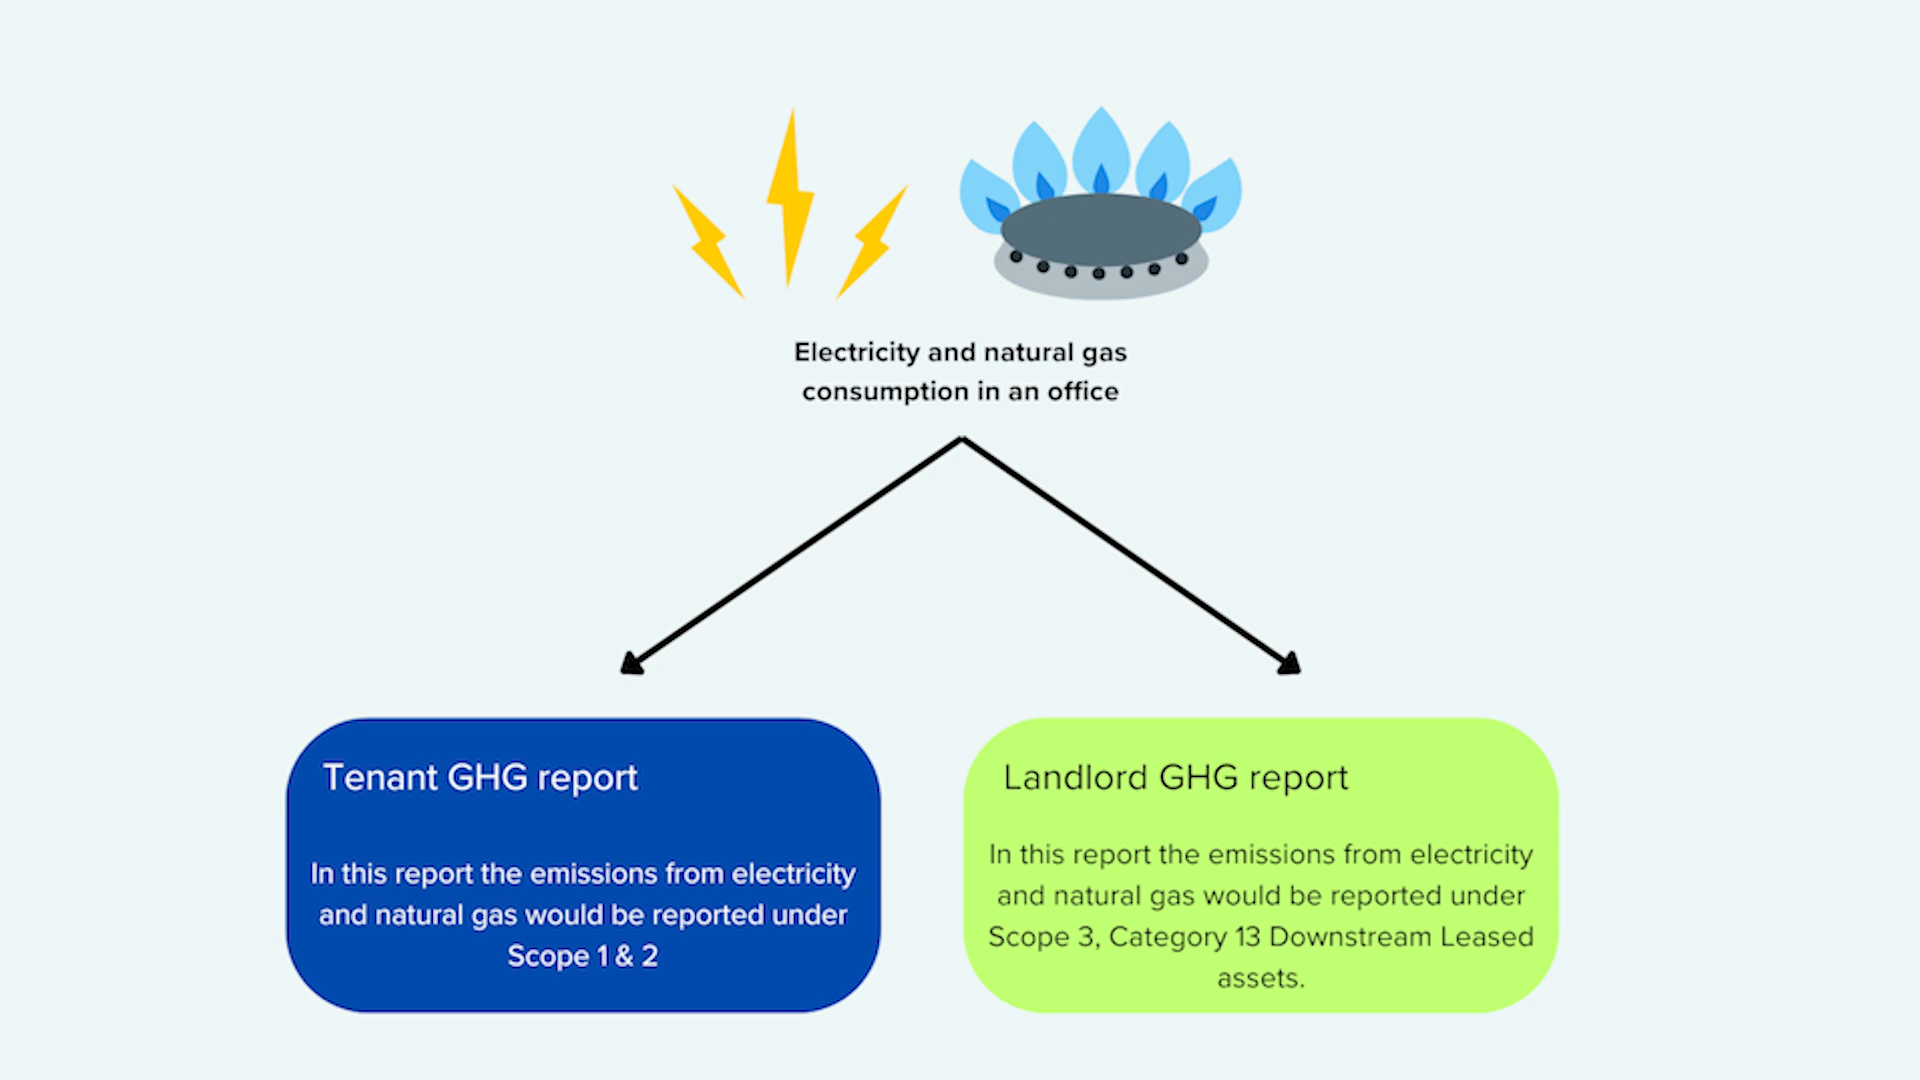 Electricity and natural gas
consumption in an office
Tenant GHG report
In this report the emissions from electricity
and natural gas would be reported under
Scope 1 & 2
Landlord GHG report
In this report the emissions from electricity
and natural gas would be reported under
Scope 3, Category 13 Downstream Leased
assets.